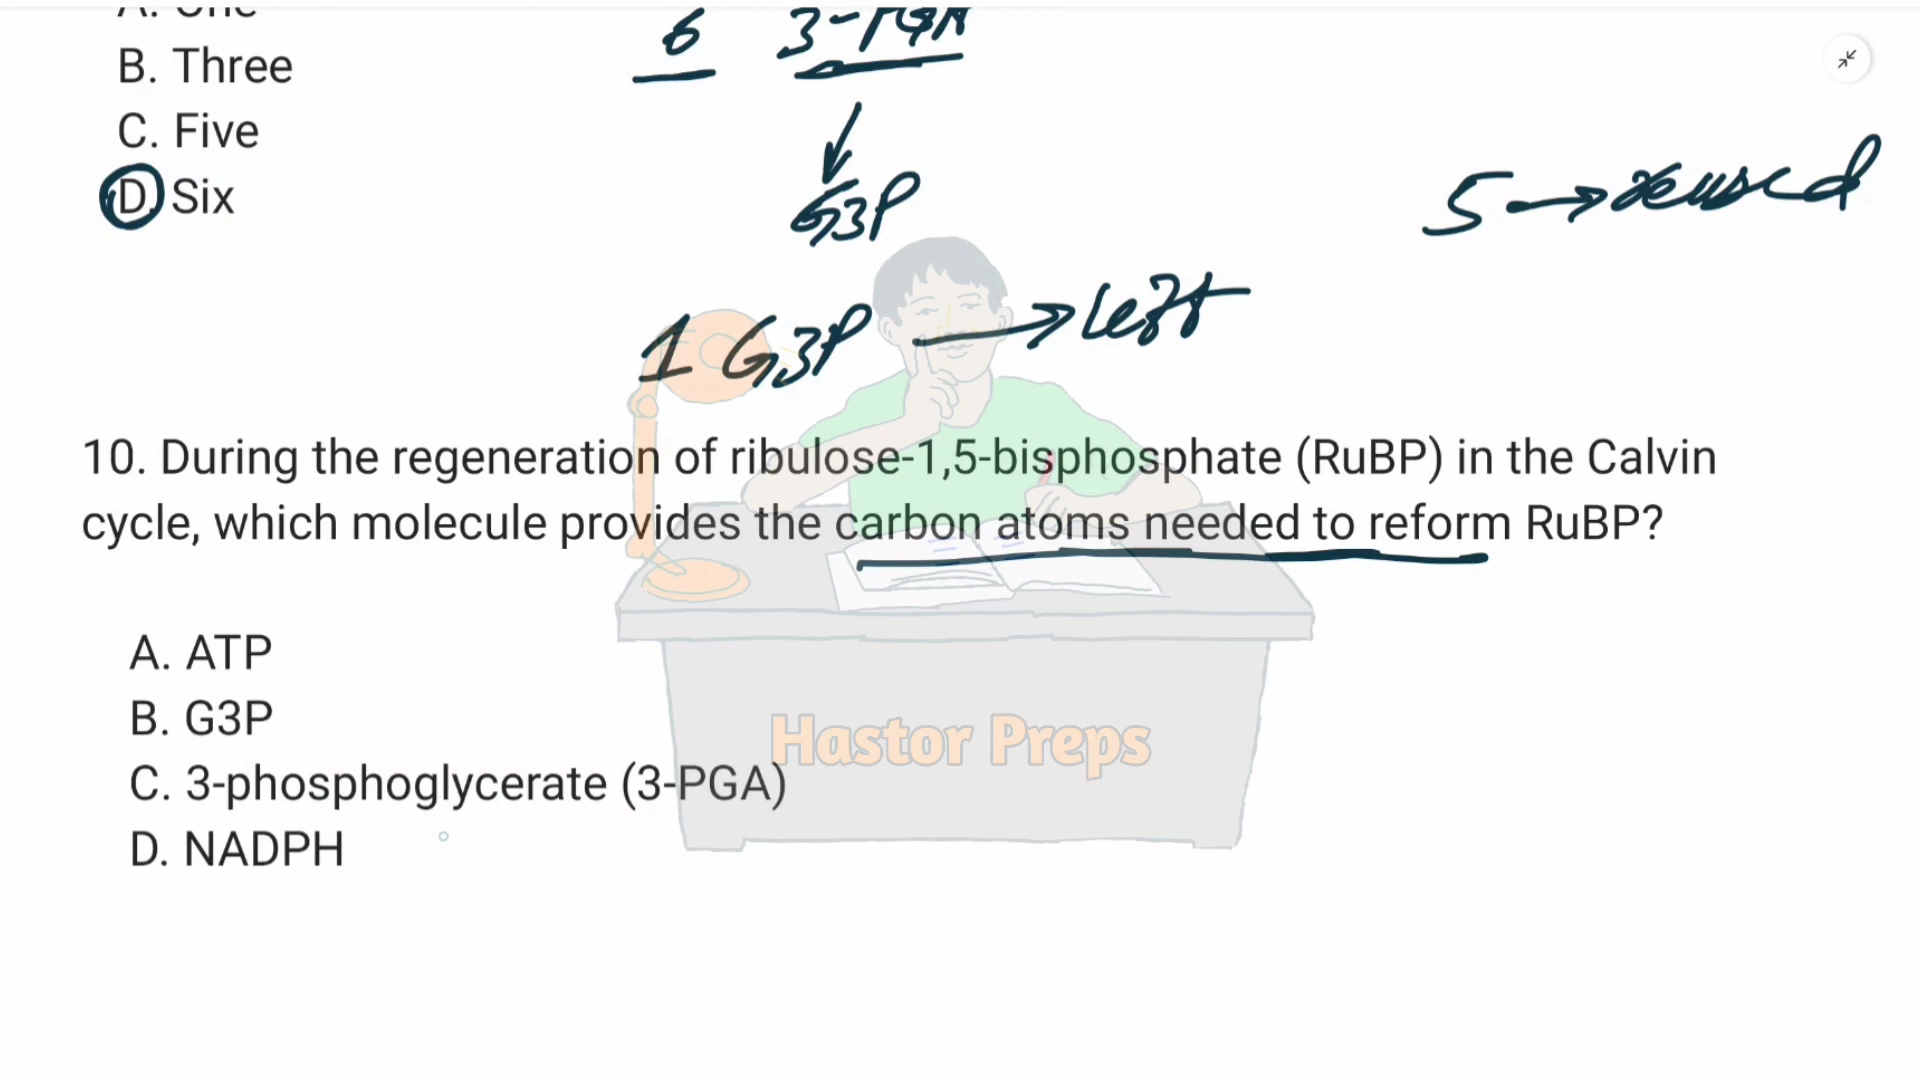 A. One
6 3-PGA
B. Three
C. Five
D. Six
G3P
5 → reused
1 G3P → left
10. During the regeneration of ribulose-1,5-bisphosphate (RuBP) in the Calvin
cycle, which molecule provides the carbon atoms needed to reform RuBP?
A. ATP
B. G3P
Hastor Preps
C. 3-phosphoglycerate (3-PGA)
D. NADPH